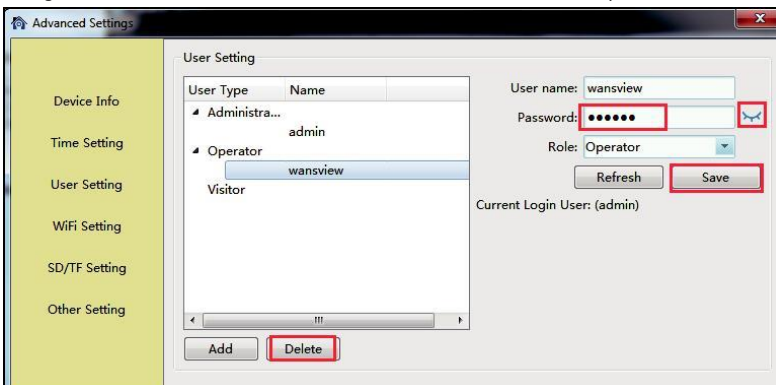 Advanced Settings
Device Info
Time Setting
User Setting
WiFi Setting
SD/TF Setting
Other Setting
User Setting
User Type Name
Administra...
admin
Operator
wansview
Visitor
Add Delete
User name: wansview
Password: ●●●●●●
Role: Operator
Refresh Save
Current Login User: (admin)